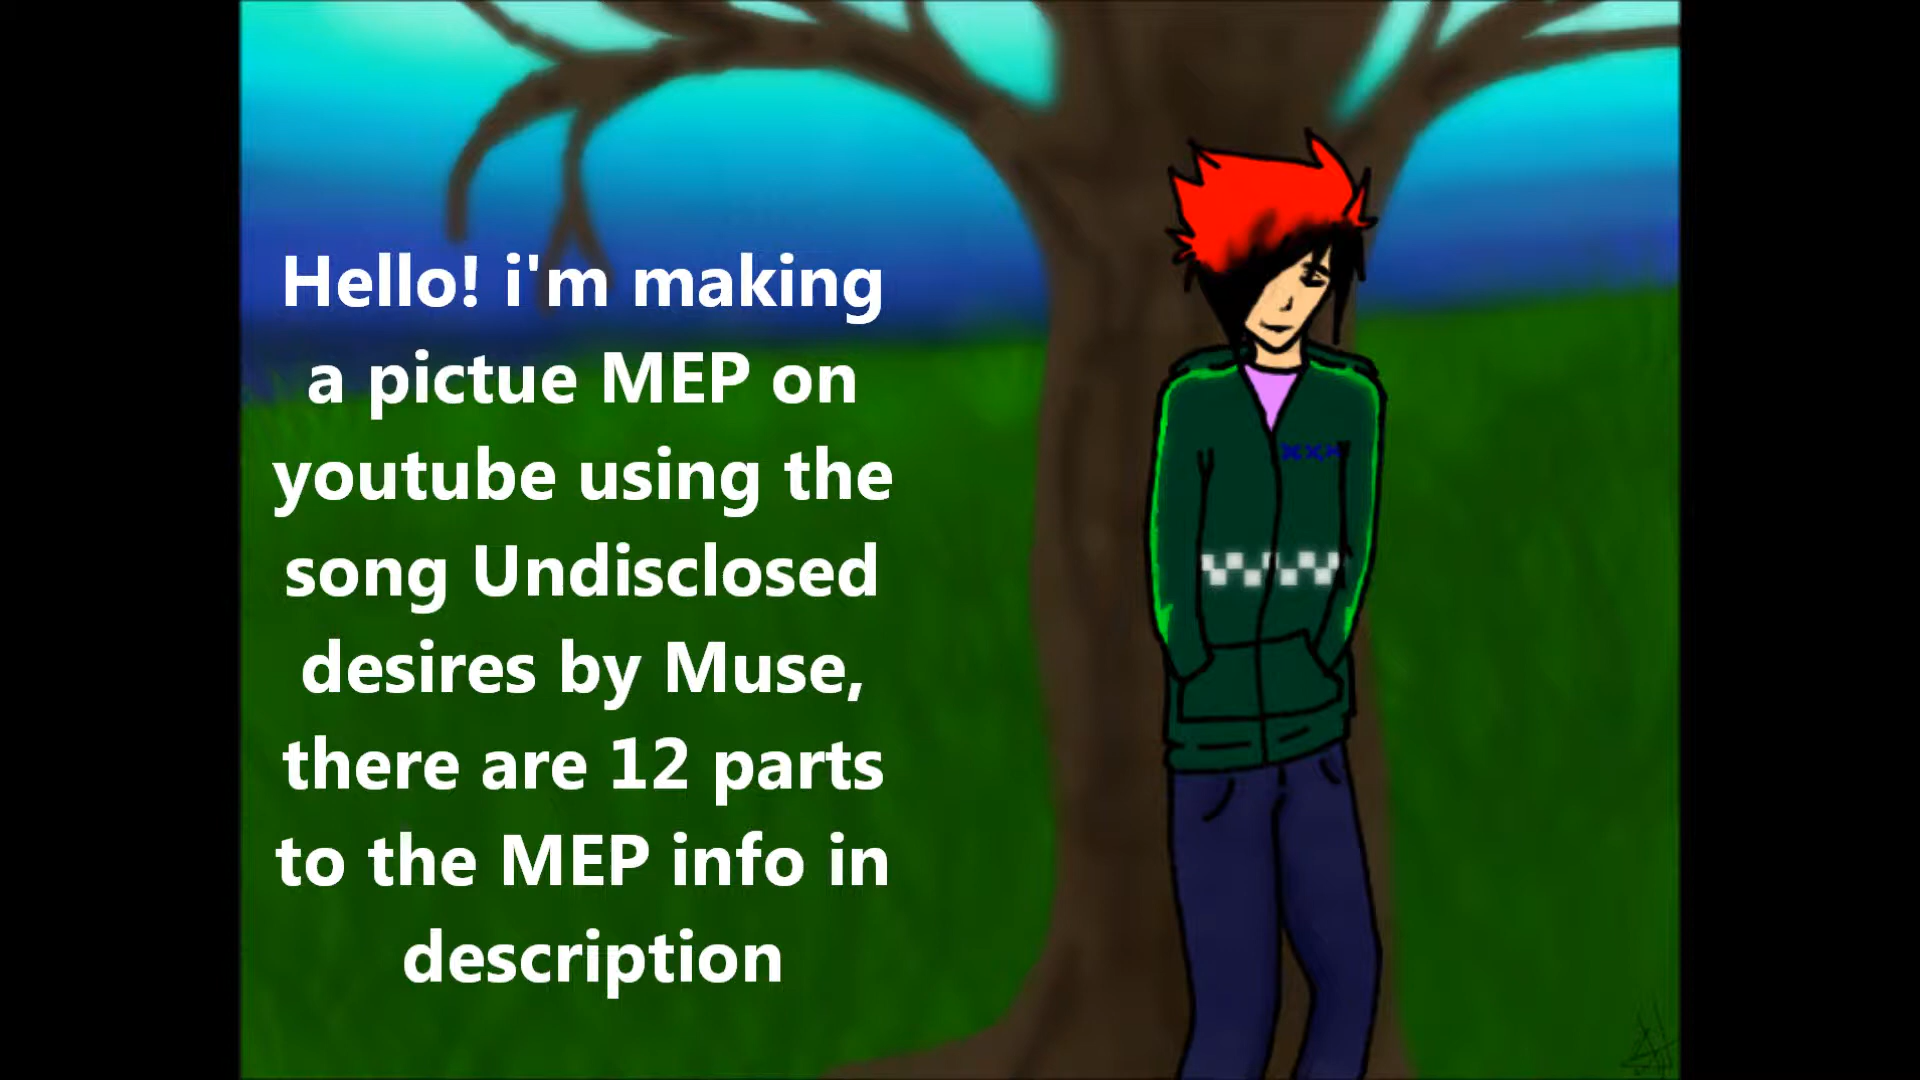 Hello! i'm making
a pictue MEP on
youtube using the
song Undisclosed
desires by Muse,
there are 12 parts
to the MEP info in
description